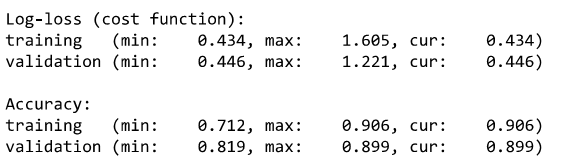 Log-loss (cost function):
training   (min:    0.434, max:    1.605, cur:    0.434)
validation (min:    0.446, max:    1.221, cur:    0.446)

Accuracy:
training   (min:    0.712, max:    0.906, cur:    0.906)
validation (min:    0.819, max:    0.899, cur:    0.899)